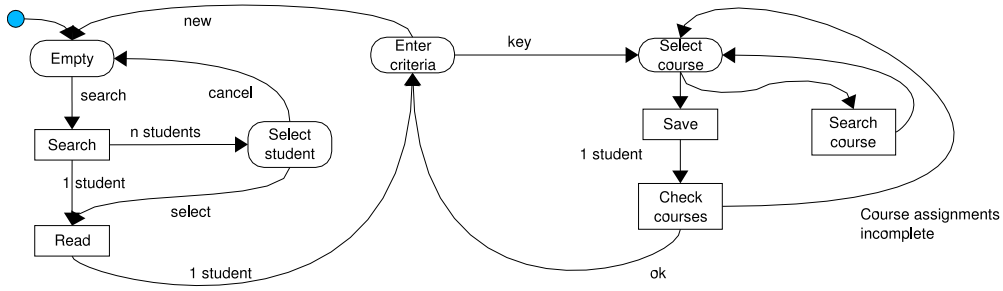 new
Empty
Enter
criteria
key
Select
course
search
cancel
Search
n students
Select
student
Save
Search
course
1 student
1 student
select
Check
courses
Read
1 student
ok
Course assignments
incomplete